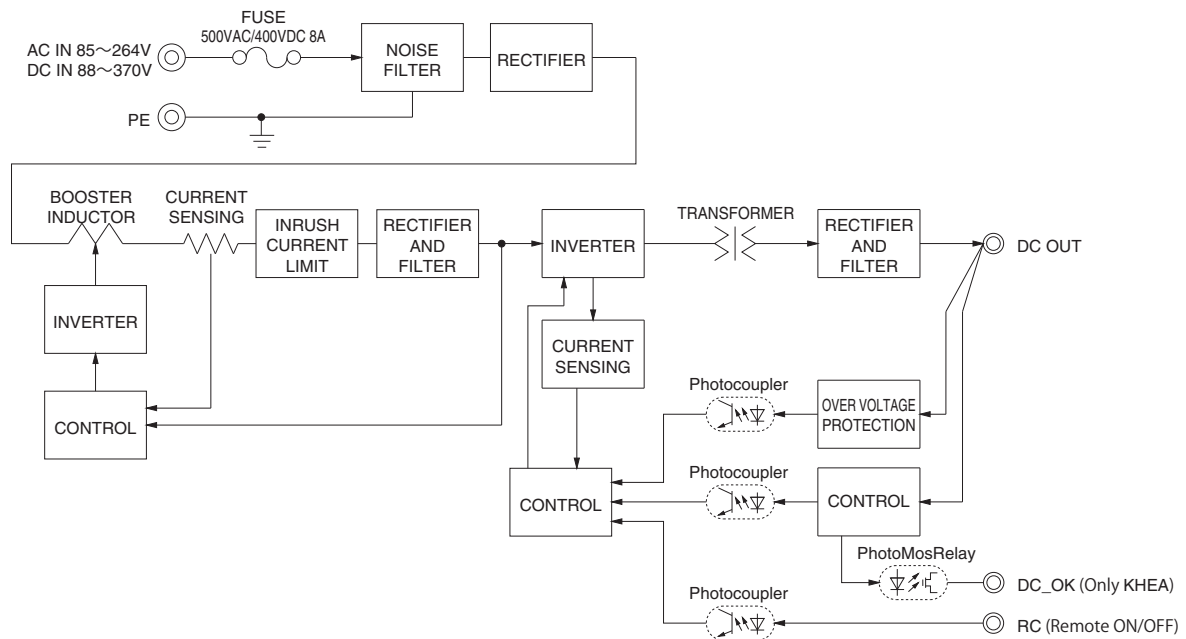 FUSE
500VAC/400VDC 8A
AC IN 85～264V
DC IN 88～370V
NOISE
FILTER
RECTIFIER
PE
BOOSTER
INDUCTOR
CURRENT
SENSING
INRUSH
CURRENT
LIMIT
RECTIFIER
AND
FILTER
INVERTER
TRANSFORMER
RECTIFIER
AND
FILTER
DC OUT
INVERTER
CURRENT
SENSING
CONTROL
Photocoupler
OVER VOLTAGE
PROTECTION
CONTROL
Photocoupler
CONTROL
PhotoMosRelay
DC_OK (Only KHEA)
Photocoupler
RC (Remote ON/OFF)